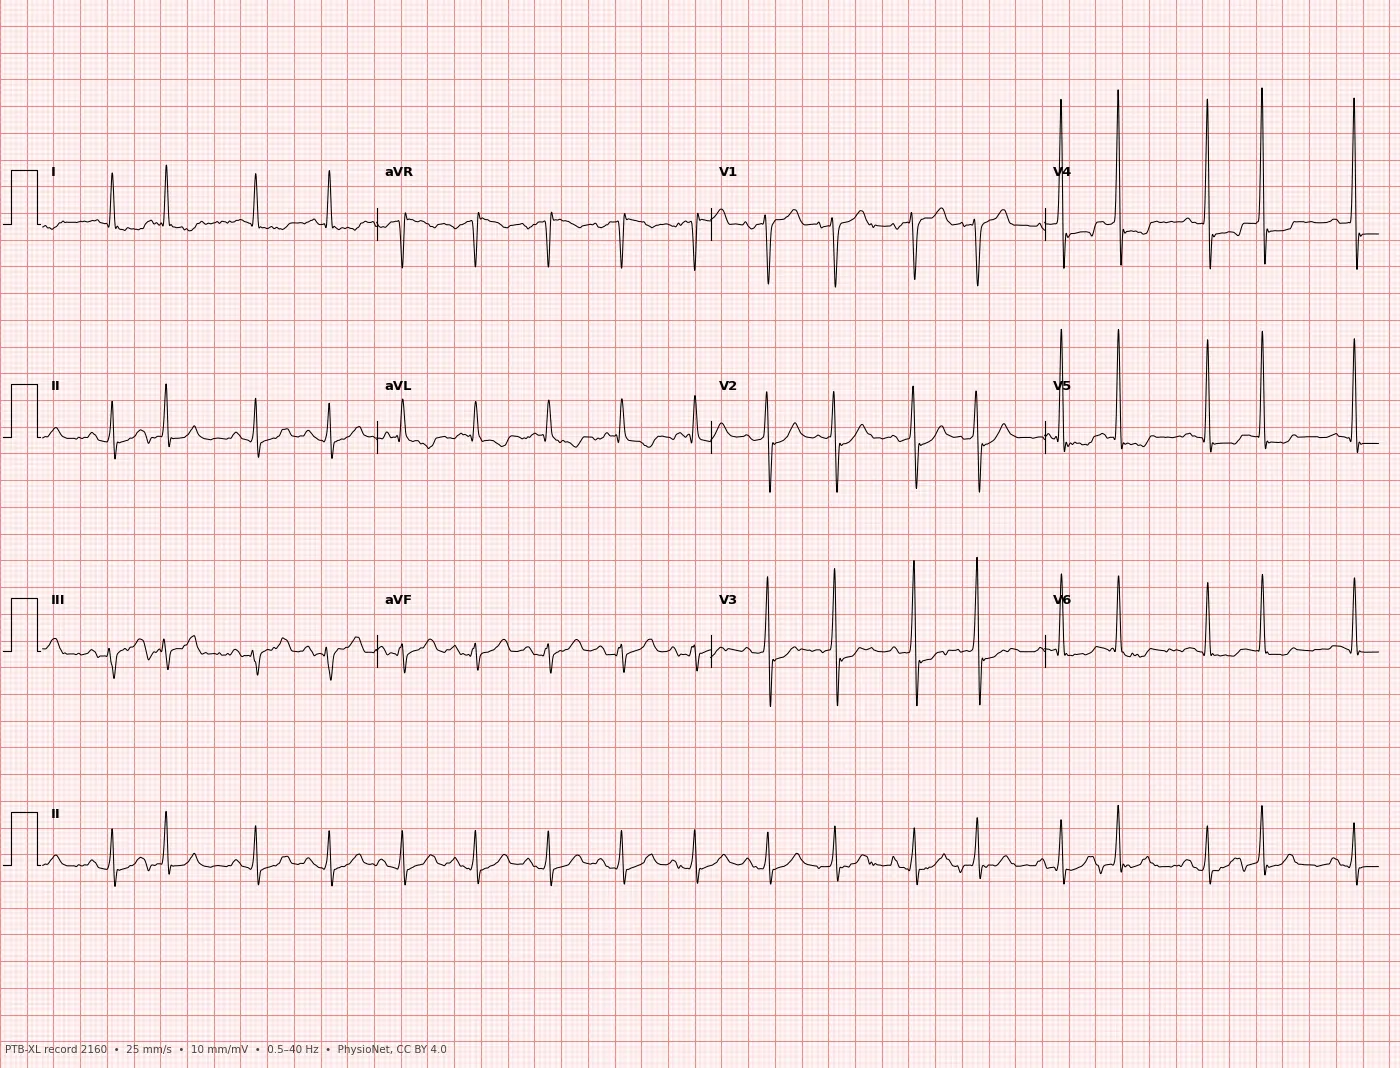 I aVR V1 V4
II aVL V2 V5
III aVF V3 V6
II
PTB-XL record 2160 • 25 mm/s • 10 mm/mV • 0.5–40 Hz • PhysioNet, CC BY 4.0